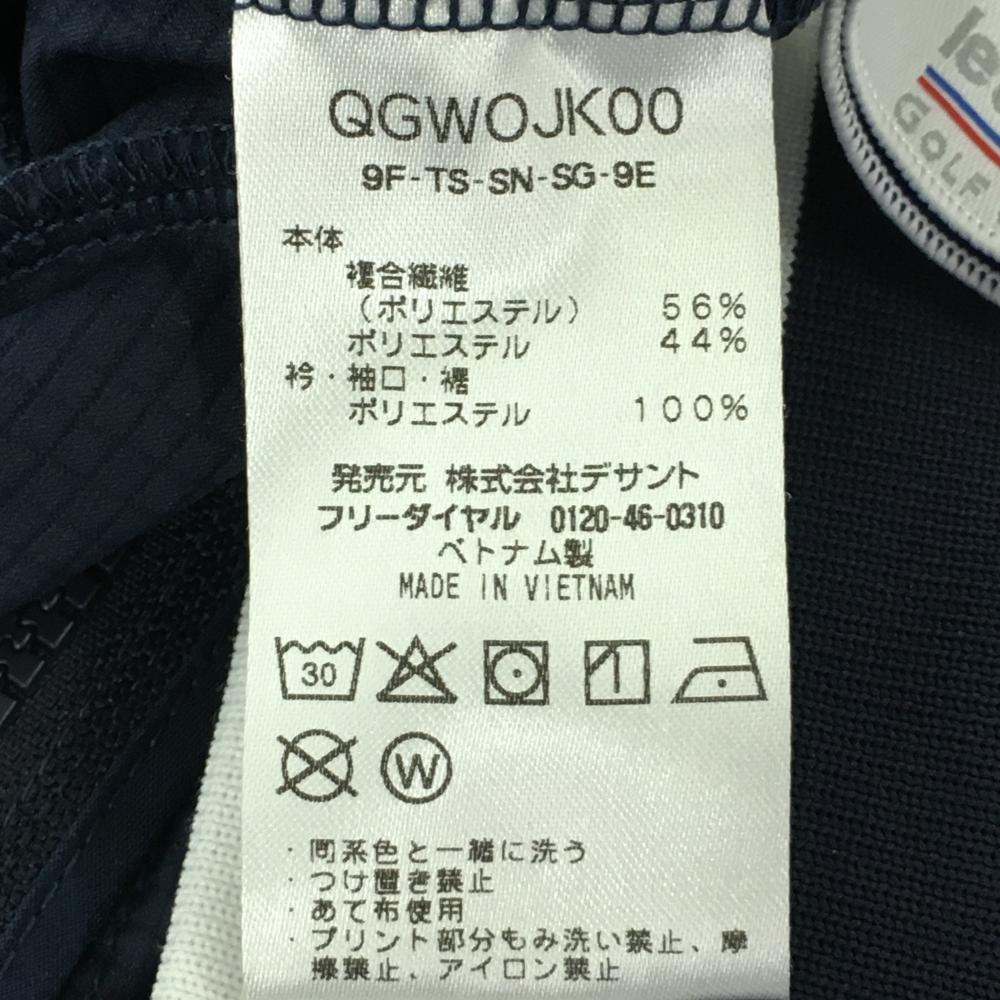 QGWOJK00
9F-TS-SN-SG-9E
本体
複合繊維
（ポリエステル） 56%
ポリエステル 44%
衿・袖口・裾
ポリエステル 100%
発売元 株式会社デサント
フリーダイヤル 0120-46-0310
ベトナム製
MADE IN VIETNAM
30
W
・同系色と一緒に洗う
・つけ置き禁止
・あて布使用
・プリント部分もみ洗い禁止、摩
擦禁止、アイロン禁止
le
GOLF